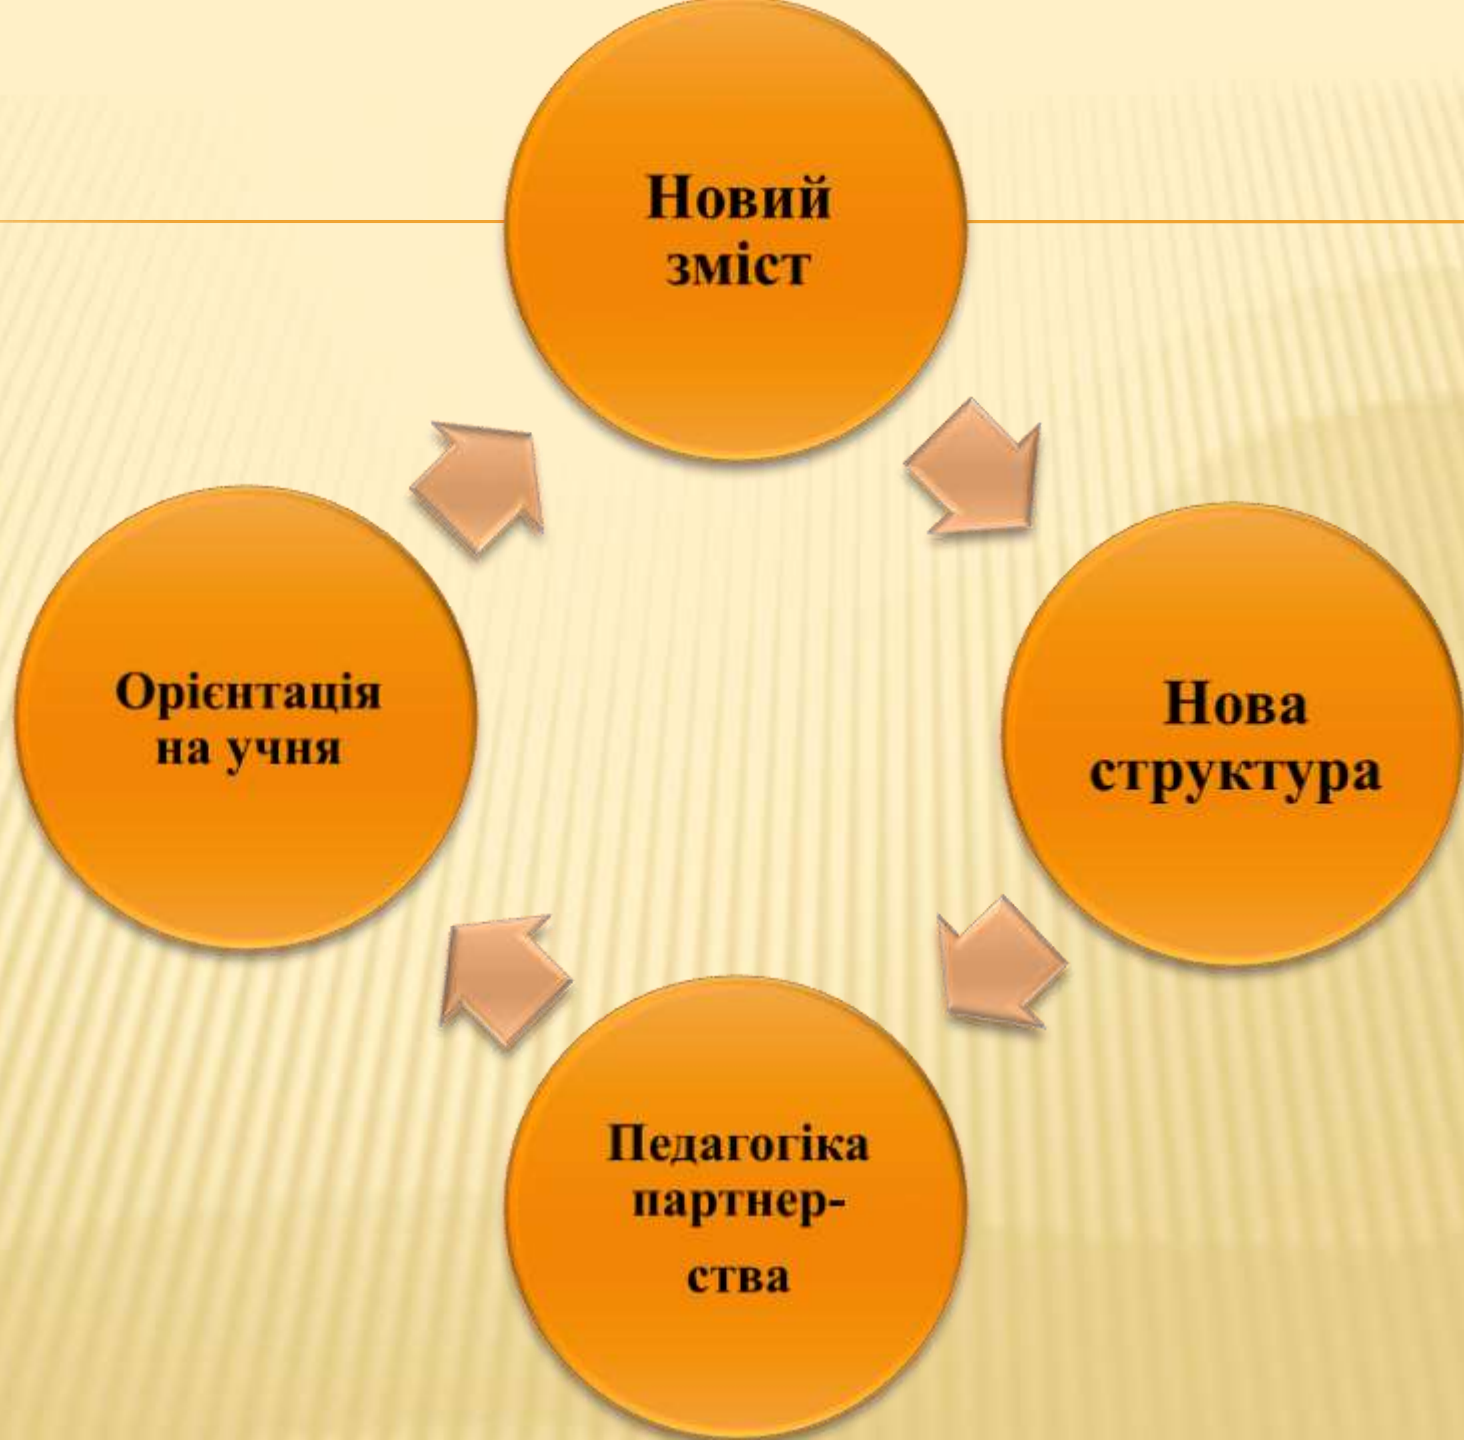 Новий
зміст
Орієнтація
на учня
Нова
структура
Педагогіка
партнер-
ства